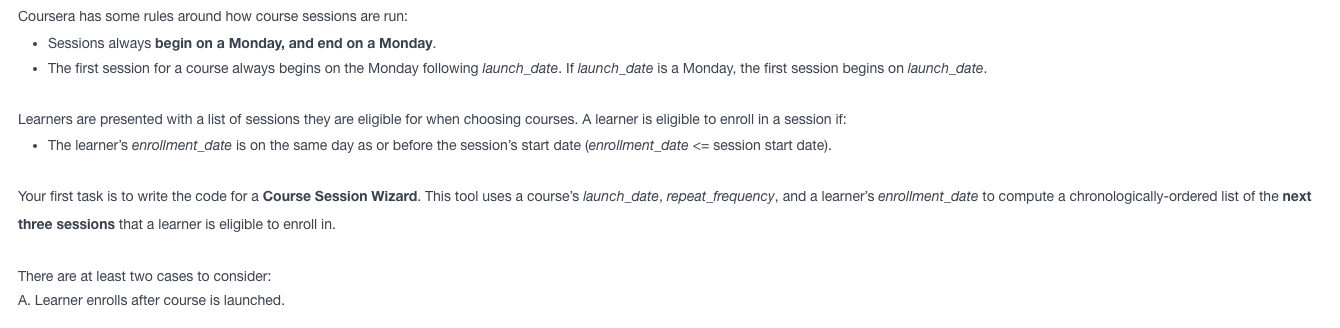 Coursera has some rules around how course sessions are run:
• Sessions always begin on a Monday, and end on a Monday.
• The first session for a course always begins on the Monday following launch_date. If launch_date is a Monday, the first session begins on launch_date.
Learners are presented with a list of sessions they are eligible for when choosing courses. A learner is eligible to enroll in a session if:
• The learner's enrollment_date is on the same day as or before the session's start date (enrollment_date <= session start date).
Your first task is to write the code for a Course Session Wizard. This tool uses a course's launch_date, repeat_frequency, and a learner's enrollment_date to compute a chronologically-ordered list of the next
three sessions that a learner is eligible to enroll in.
There are at least two cases to consider:
A. Learner enrolls after course is launched.